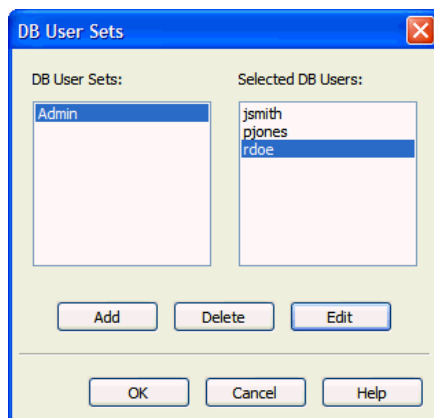 DB User Sets
DB User Sets: Selected DB Users:
Admin
jsmith
pjones
rdoe
Add Delete Edit
OK Cancel Help